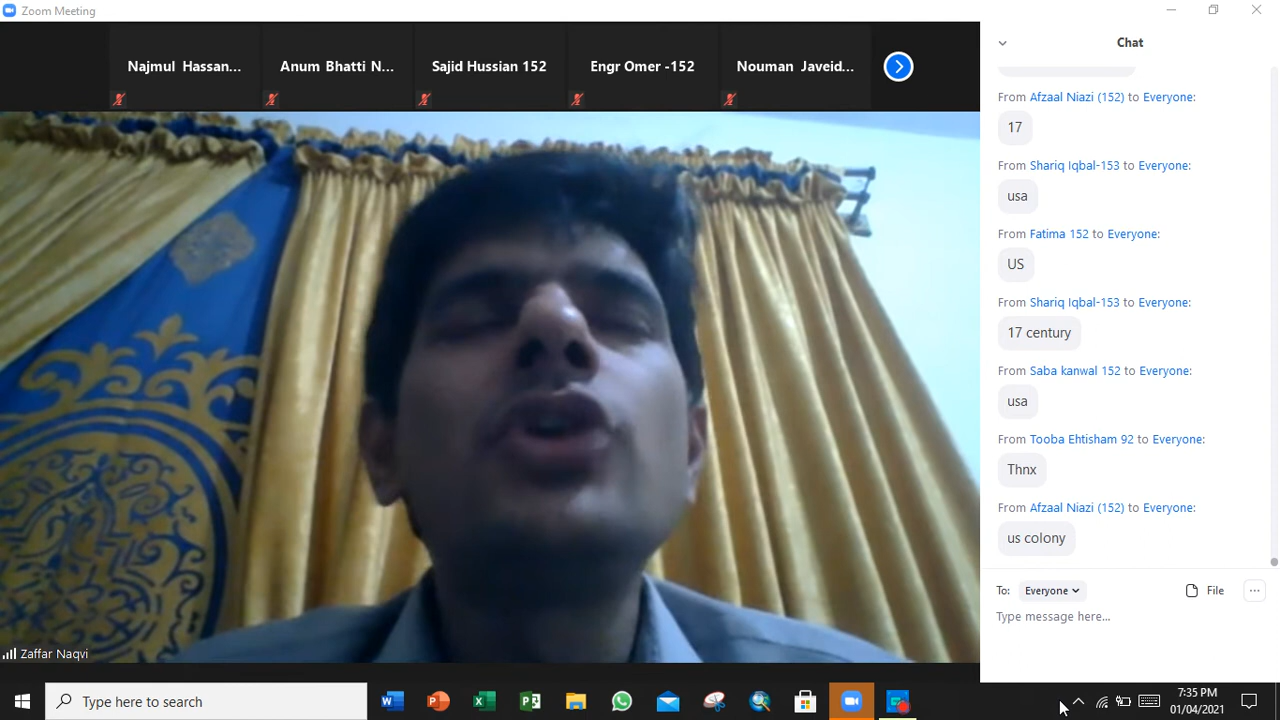 Zoom Meeting
Najmul Hassan...
Anum Bhatti N...
Sajid Hussian 152
Engr Omer -152
Nouman Javeid...
Zaffar Naqvi
Chat
From Afzaal Niazi (152) to Everyone:
17
From Shariq Iqbal-153 to Everyone:
usa
From Fatima 152 to Everyone:
US
From Shariq Iqbal-153 to Everyone:
17 century
From Saba kanwal 152 to Everyone:
usa
From Tooba Ehtisham 92 to Everyone:
Thnx
From Afzaal Niazi (152) to Everyone:
us colony
To: Everyone File ...
Type message here...
Type here to search
7:35 PM
01/04/2021